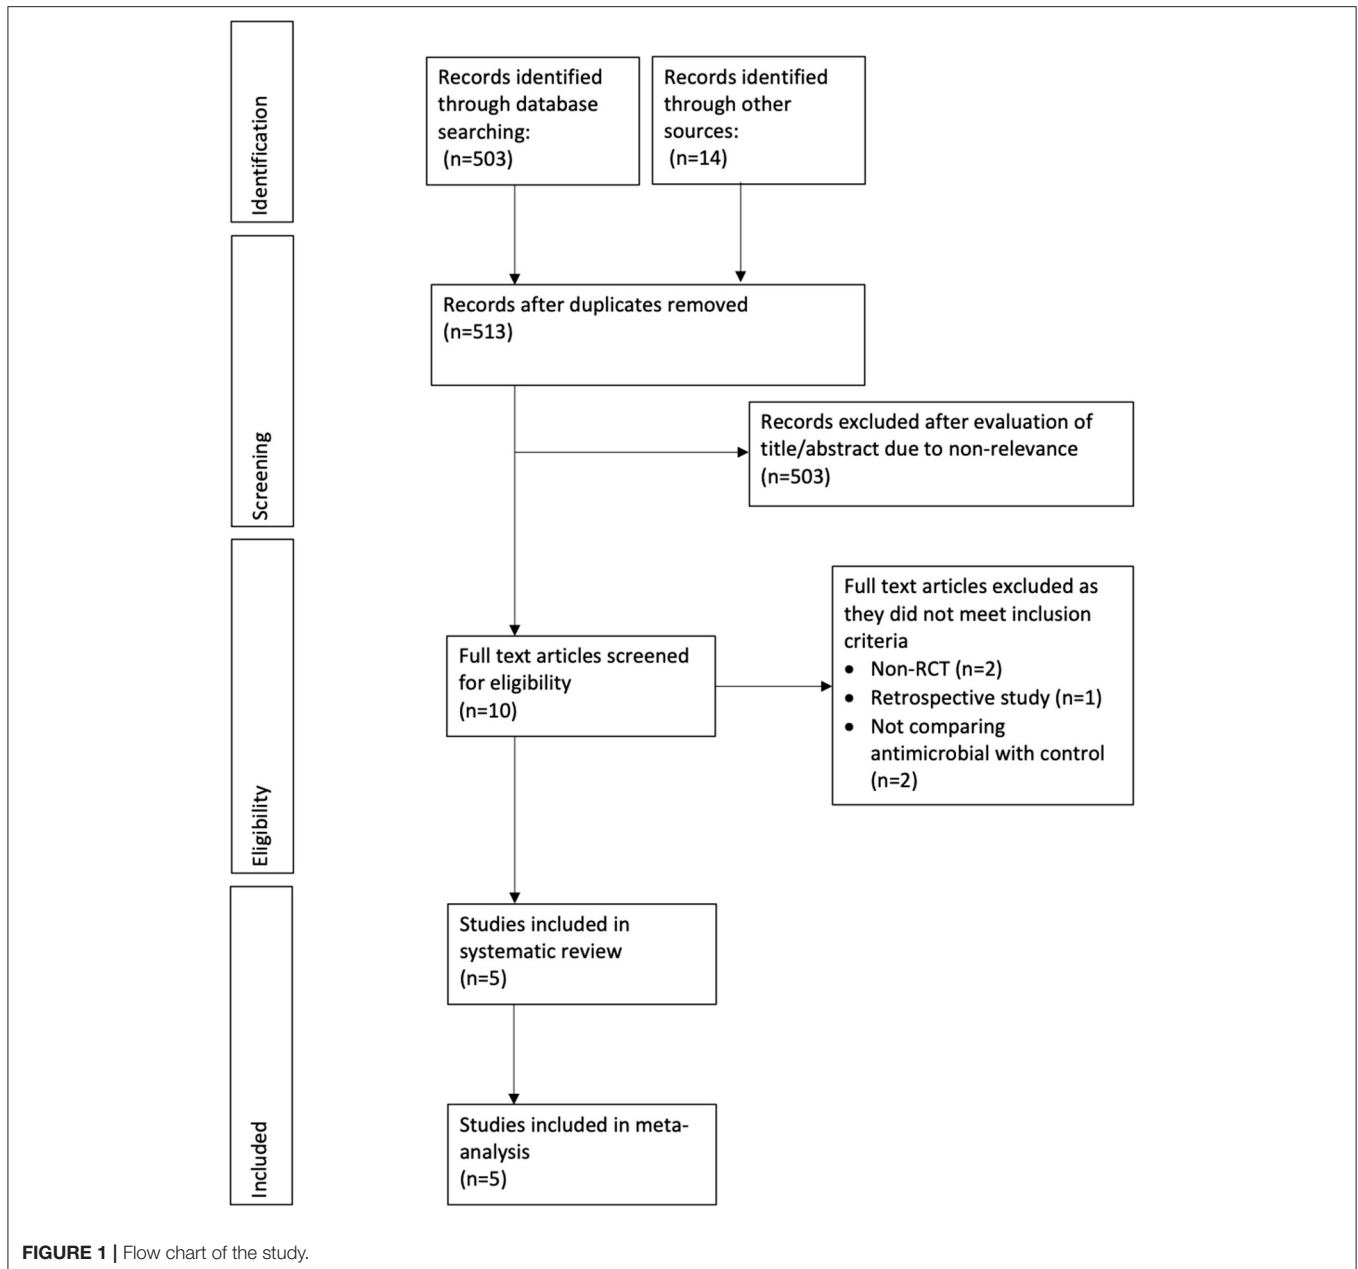 Identification
Records identified
through database
searching:
(n=503)
Records identified
through other
sources:
(n=14)
Screening
Records after duplicates removed
(n=513)
Records excluded after evaluation of
title/abstract due to non-relevance
(n=503)
Eligibility
Full text articles screened
for eligibility
(n=10)
Full text articles excluded as
they did not meet inclusion
criteria
• Non-RCT (n=2)
• Retrospective study (n=1)
• Not comparing
antimicrobial with control
(n=2)
Included
Studies included in
systematic review
(n=5)
Studies included in meta-
analysis
(n=5)
FIGURE 1 | Flow chart of the study.